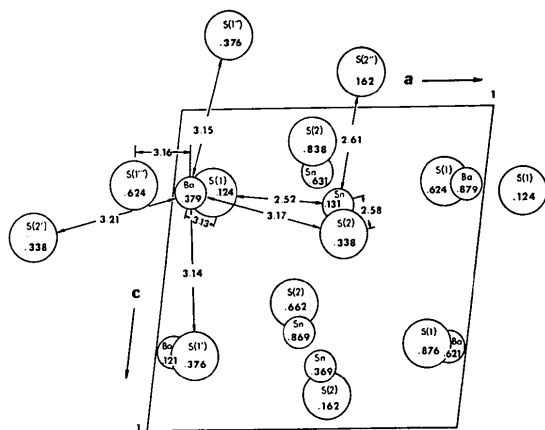 S(1")
.376
S(2")
162
a
1
3.15
2.61
S(2)
.838
3.16
Sn
.631
S(1''')
.624
Ba
.379
S(1)
.124
S(1)
.624
Ba
.879
S(1)
.124
2.52
Sn
.131
2.58
3.21
3.17
3.13
S(2)
.338
S(2')
.338
3.14
c
S(2)
.662
Sn
.869
Ba
.121
S(1')
.376
Sn
.369
S(1)
.876
Ba
.621
S(2)
.162
1